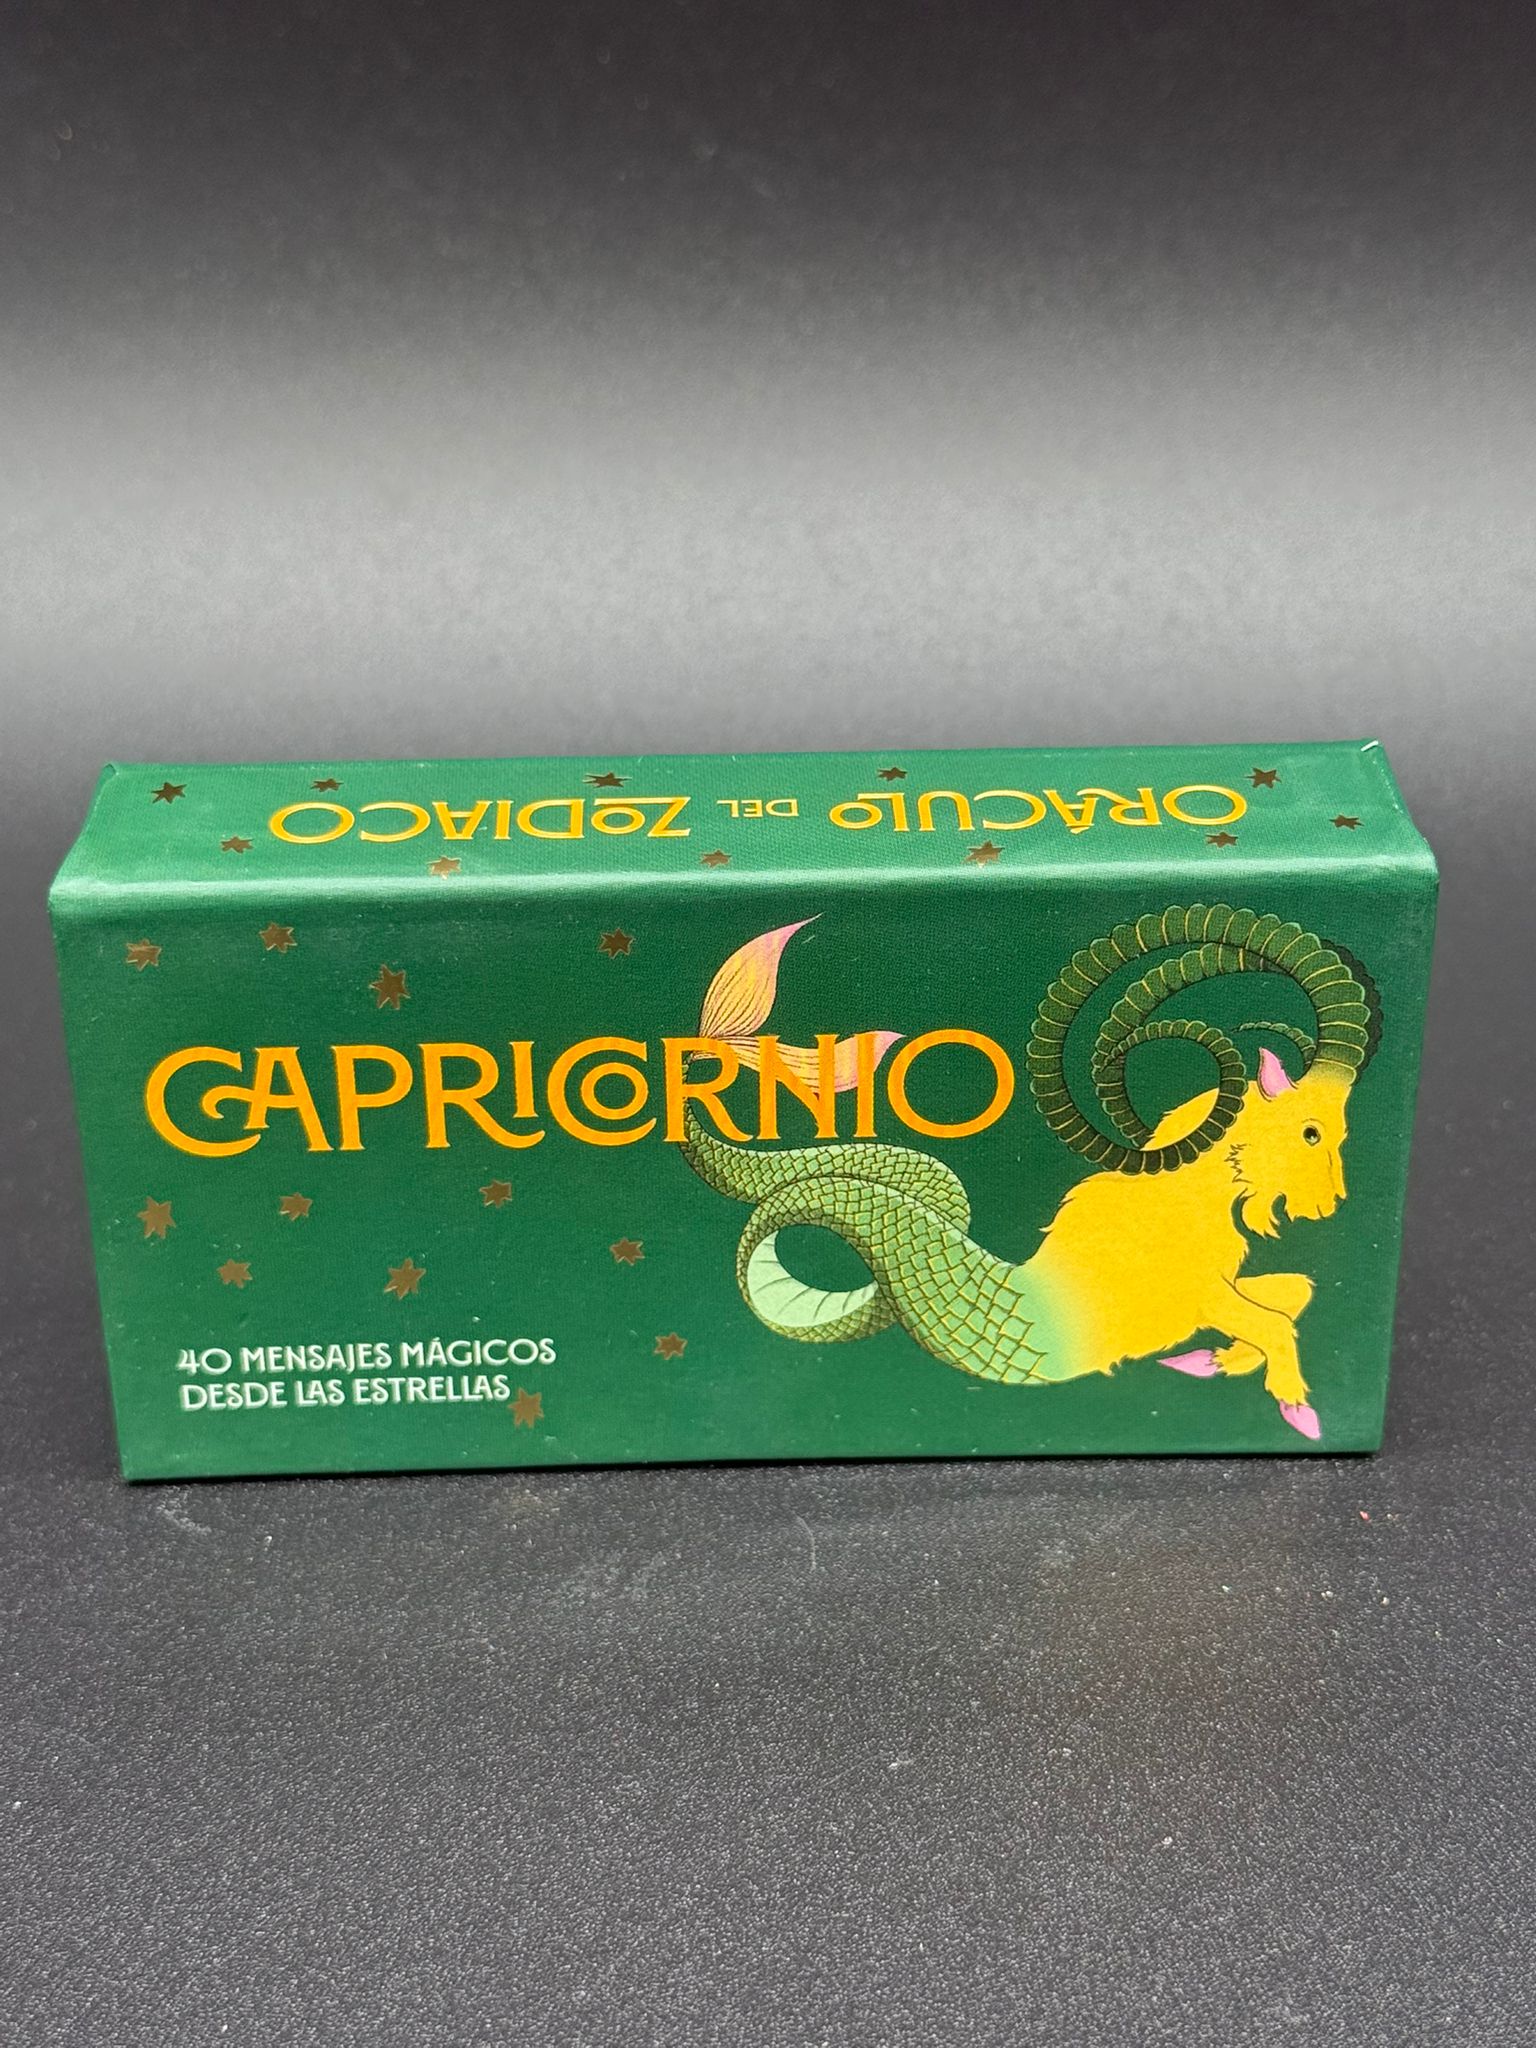 ORÁCULO DEL ZODIACO
CAPRICORNIO
40 MENSAJES MÁGICOS
DESDE LAS ESTRELLAS